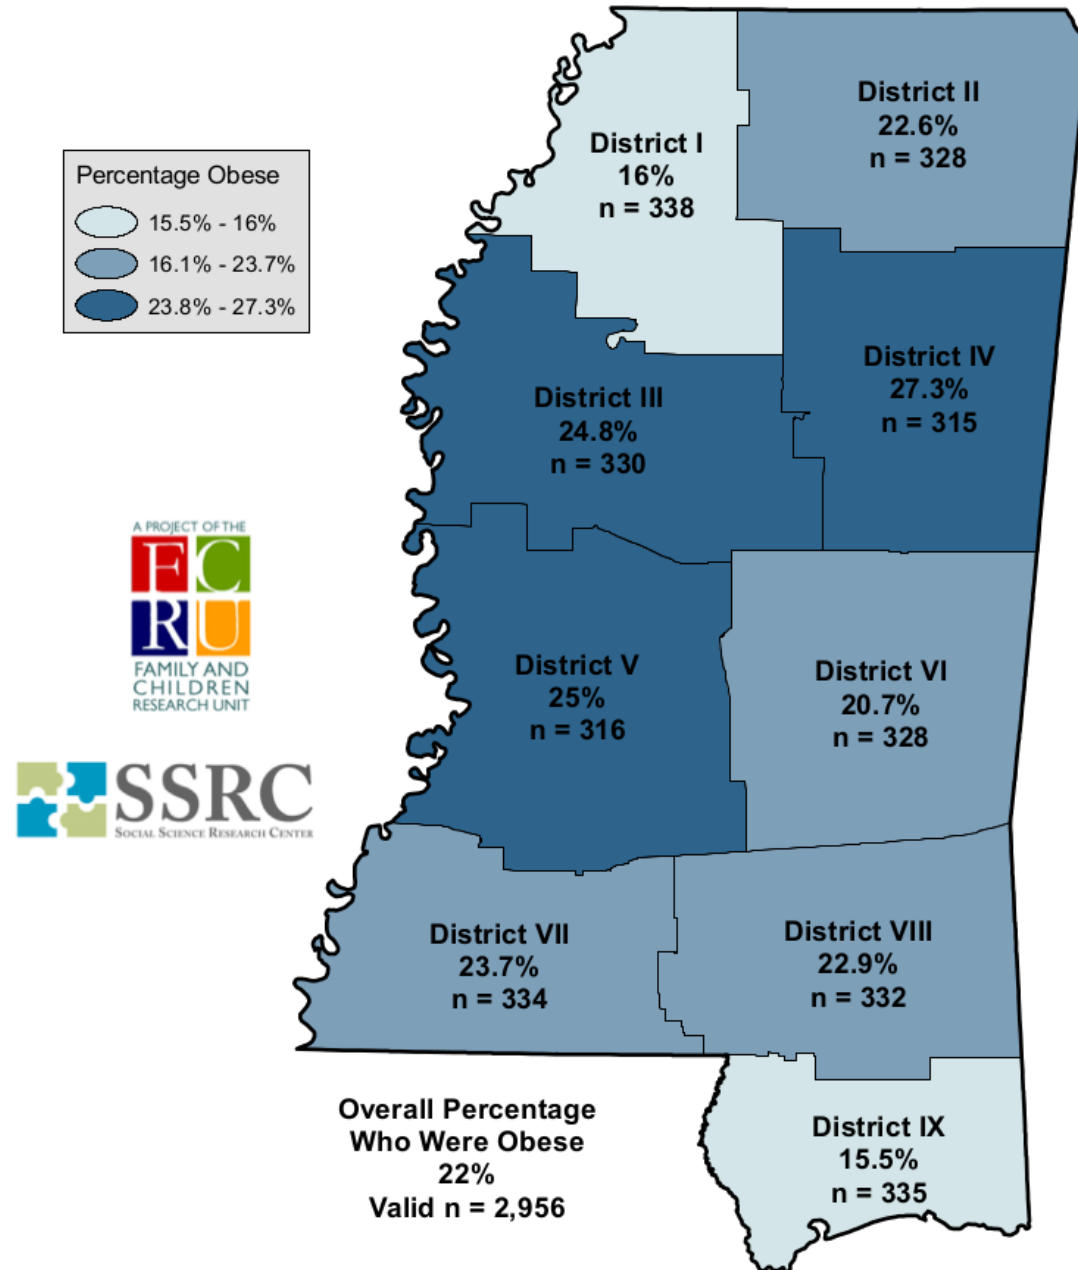 Percentage Obese
15.5% - 16%
16.1% - 23.7%
23.8% - 27.3%
District I
16%
n = 338
District II
22.6%
n = 328
District III
24.8%
n = 330
District IV
27.3%
n = 315
A PROJECT OF THE
FC
RU
FAMILY AND
CHILDREN
RESEARCH UNIT
SSRC
SOCIAL SCIENCE RESEARCH CENTER
District V
25%
n = 316
District VI
20.7%
n = 328
District VII
23.7%
n = 334
District VIII
22.9%
n = 332
Overall Percentage
Who Were Obese
22%
Valid n = 2,956
District IX
15.5%
n = 335